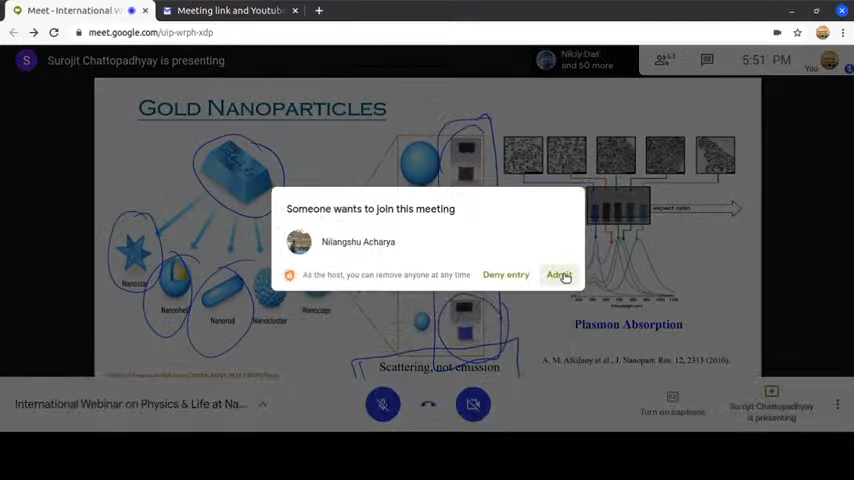 Meet - International W
Meeting link and Youtub
meet.google.com/uip-wrph-xdp
S
Surojit Chattopadhyay is presenting
and 50 more
53
5:51 PM
You
GOLD NANOPARTICLES
Someone wants to join this meeting
Nilangshu Acharya
As the host, you can remove anyone at any time
Deny entry
Admit
aspect ratio
Nanostar
Nanoshell
Nanorod
Nanocluster
Nanocage
Plasmon Absorption
Scattering, not emission
A. M. Alkilany et al., J. Nanopart. Res. 12, 2313 (2010).
International Webinar on Physics & Life at Na...
Turn on captions
Surojit Chattopadhyay
is presenting